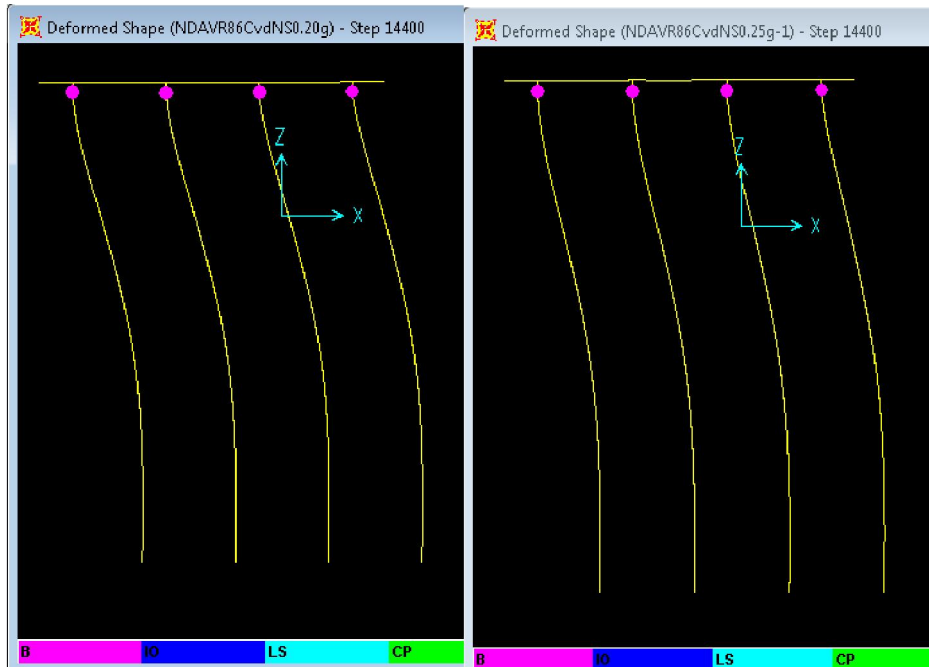 Deformed Shape (NDAVR86CvdNS0.20g) - Step 14400
Z
X
B IO LS CP
Deformed Shape (NDAVR86CvdNS0.25g-1) - Step 14400
Z
X
B IO LS CP